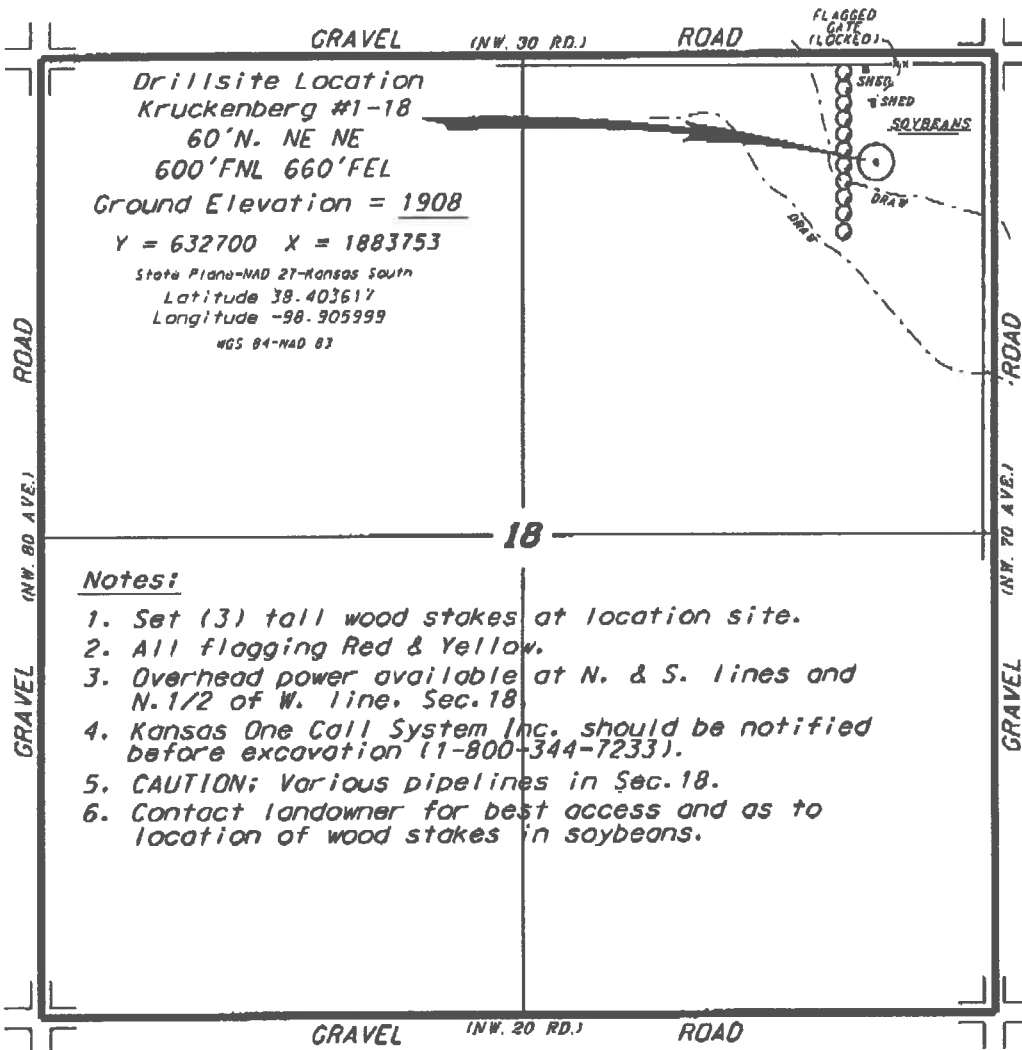 FLAGGED
GATE
(LOCKED)
GRAVEL (NW. 30 RD.) ROAD
Drillsite Location
Kruckenberg #1-18
60'N. NE NE
600'FNL 660'FEL
Ground Elevation = 1908
Y = 632700 X = 1883753
State Plane-NAD 27-Kansas South
Latitude 38.403617
Longitude -98.905999
WGS 84-NAD 83
SHED
SHED
SOYBEANS
DRAW
DRAW
ROAD
(NW. 80 AVE.)
GRAVEL
ROAD
(NW. 70 AVE.)
GRAVEL
18
Notes:
1. Set (3) tall wood stakes at location site.
2. All flagging Red & Yellow.
3. Overhead power available at N. & S. lines and
N. 1/2 of W. line, Sec.18.
4. Kansas One Call System Inc. should be notified
before excavation (1-800-344-7233).
5. CAUTION: Various pipelines in Sec.18.
6. Contact landowner for best access and as to
location of wood stakes in soybeans.
GRAVEL (NW. 20 RD.) ROAD